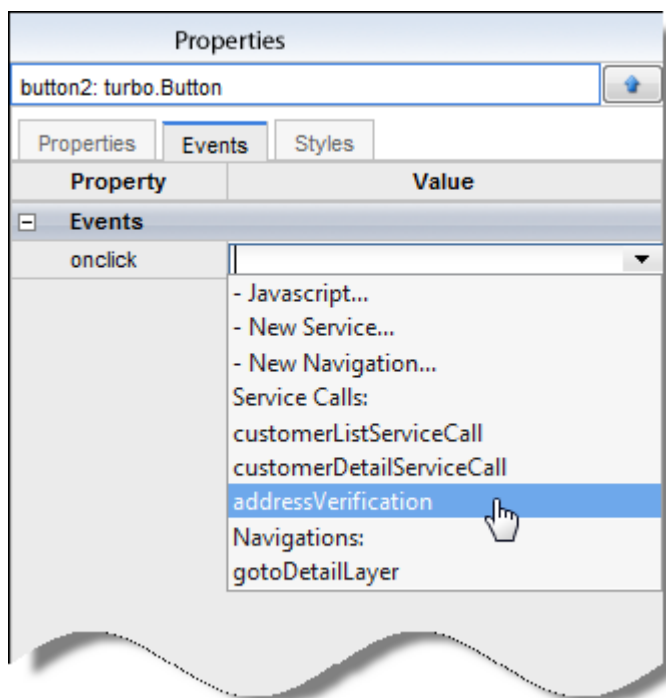 Properties
button2: turbo.Button
Properties Events Styles
Property Value
Events
onclick
- Javascript...
- New Service...
- New Navigation...
Service Calls:
customerListServiceCall
customerDetailServiceCall
addressVerification
Navigations:
gotoDetailLayer